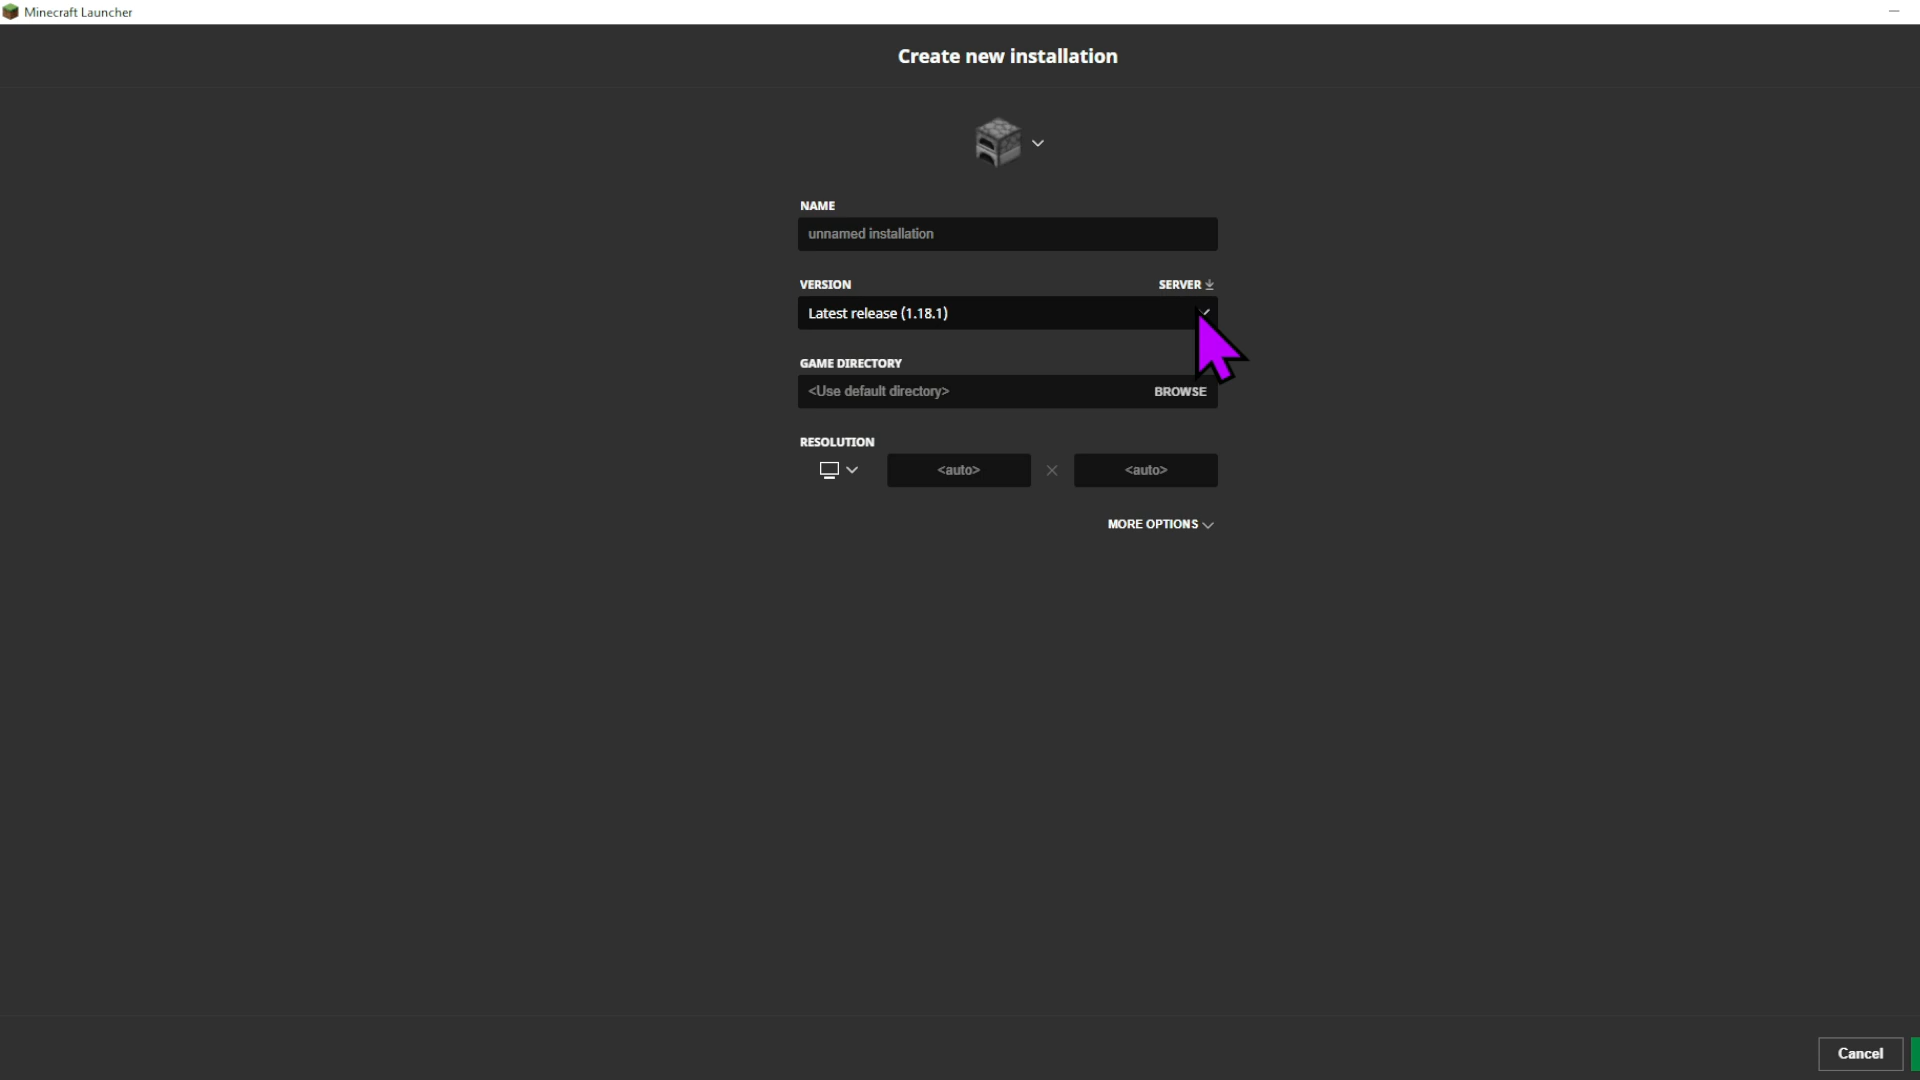 Minecraft Launcher
Create new installation
NAME
unnamed installation
VERSION
SERVER
Latest release (1.18.1)
GAME DIRECTORY
<Use default directory>
BROWSE
RESOLUTION
<auto>
<auto>
MORE OPTIONS
Cancel